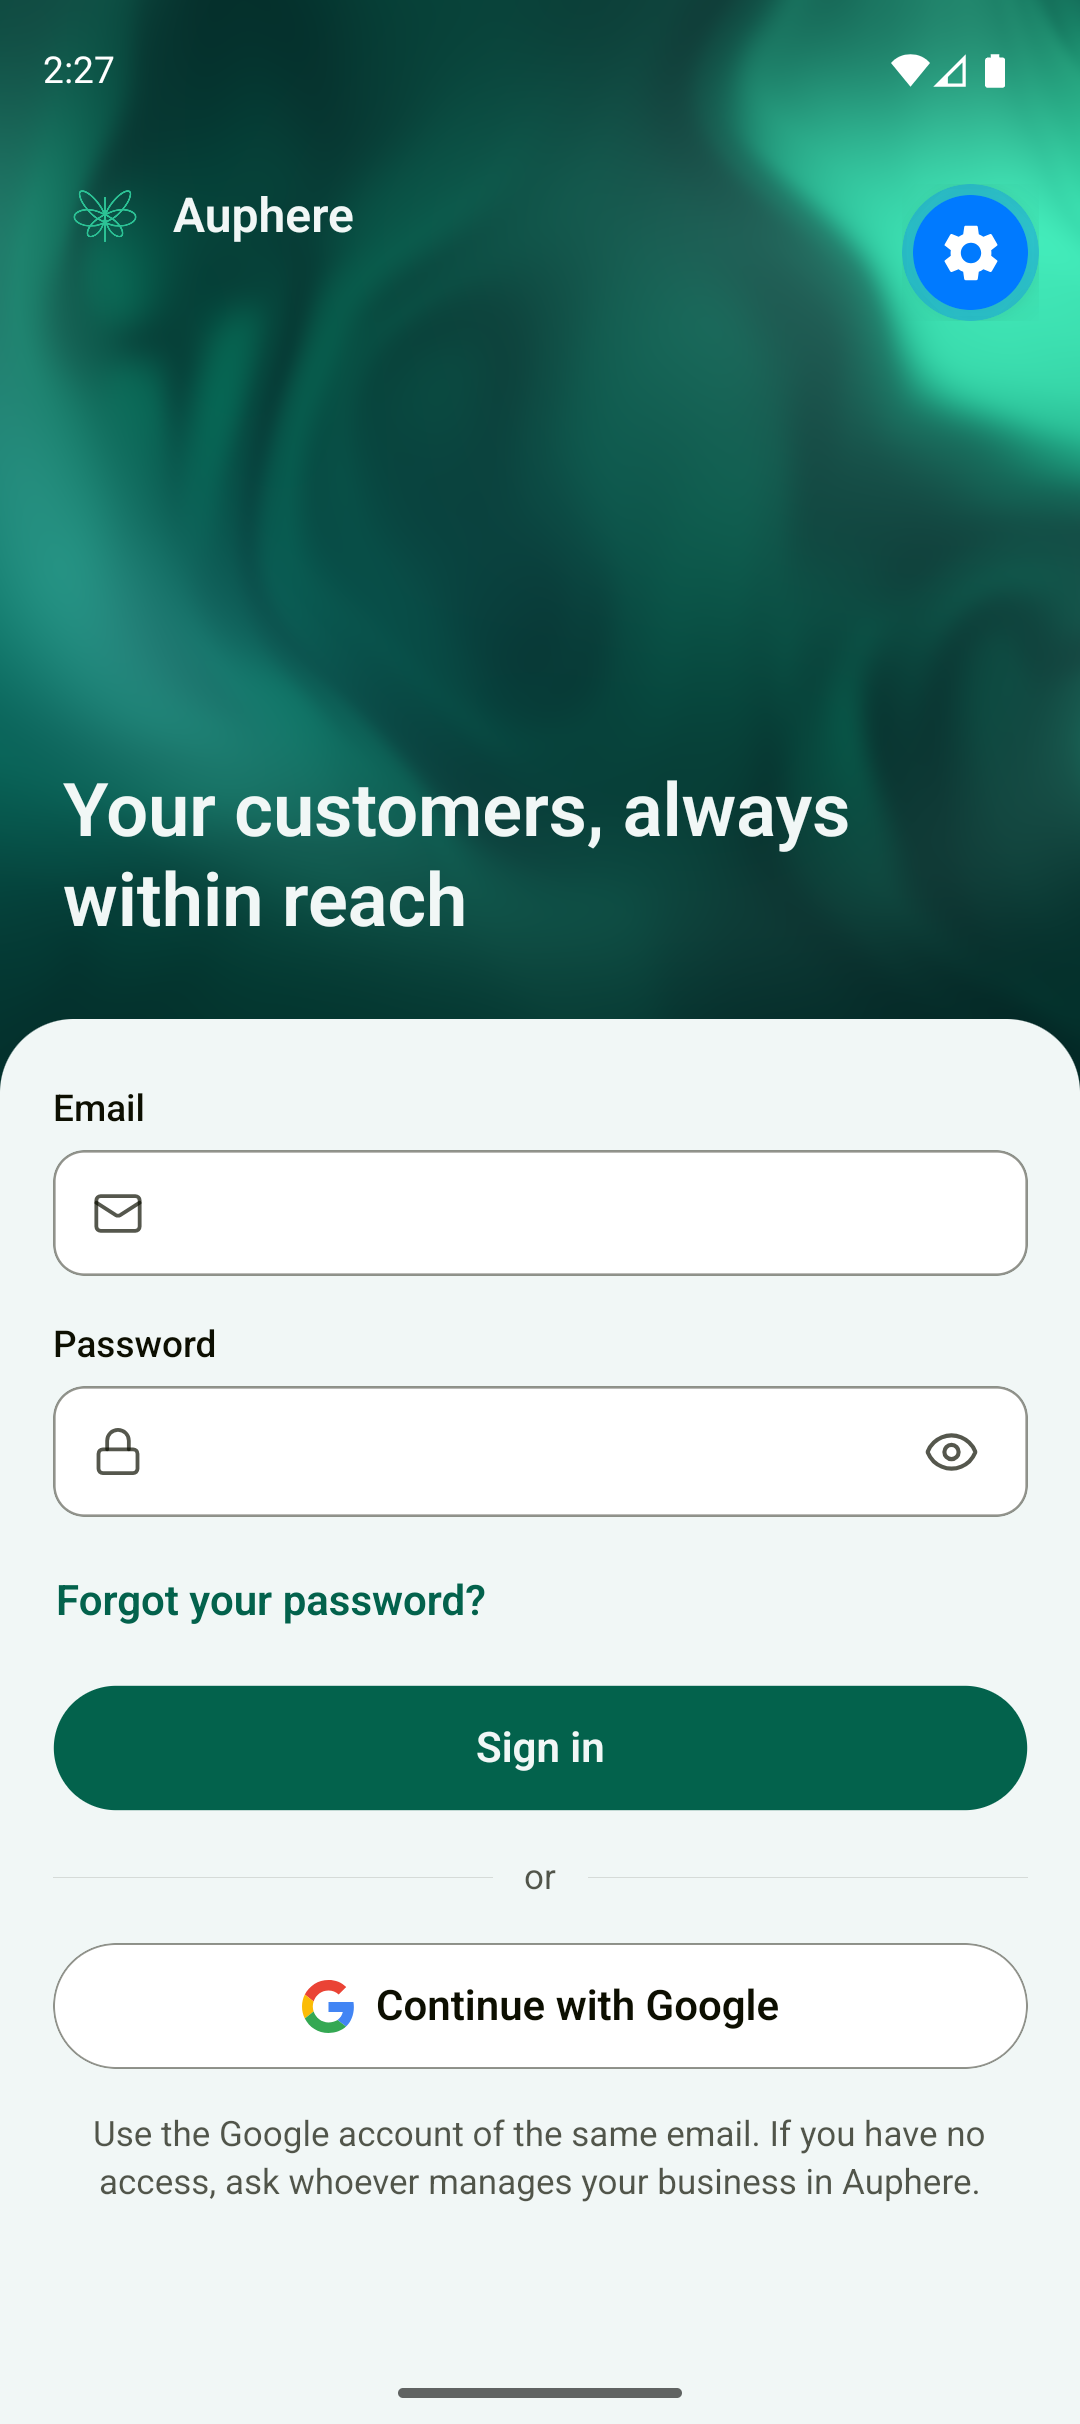 2:27
Auphere
Your customers, always
within reach
Email
Password
Forgot your password?
Sign in
or
Continue with Google
Use the Google account of the same email. If you have no
access, ask whoever manages your business in Auphere.